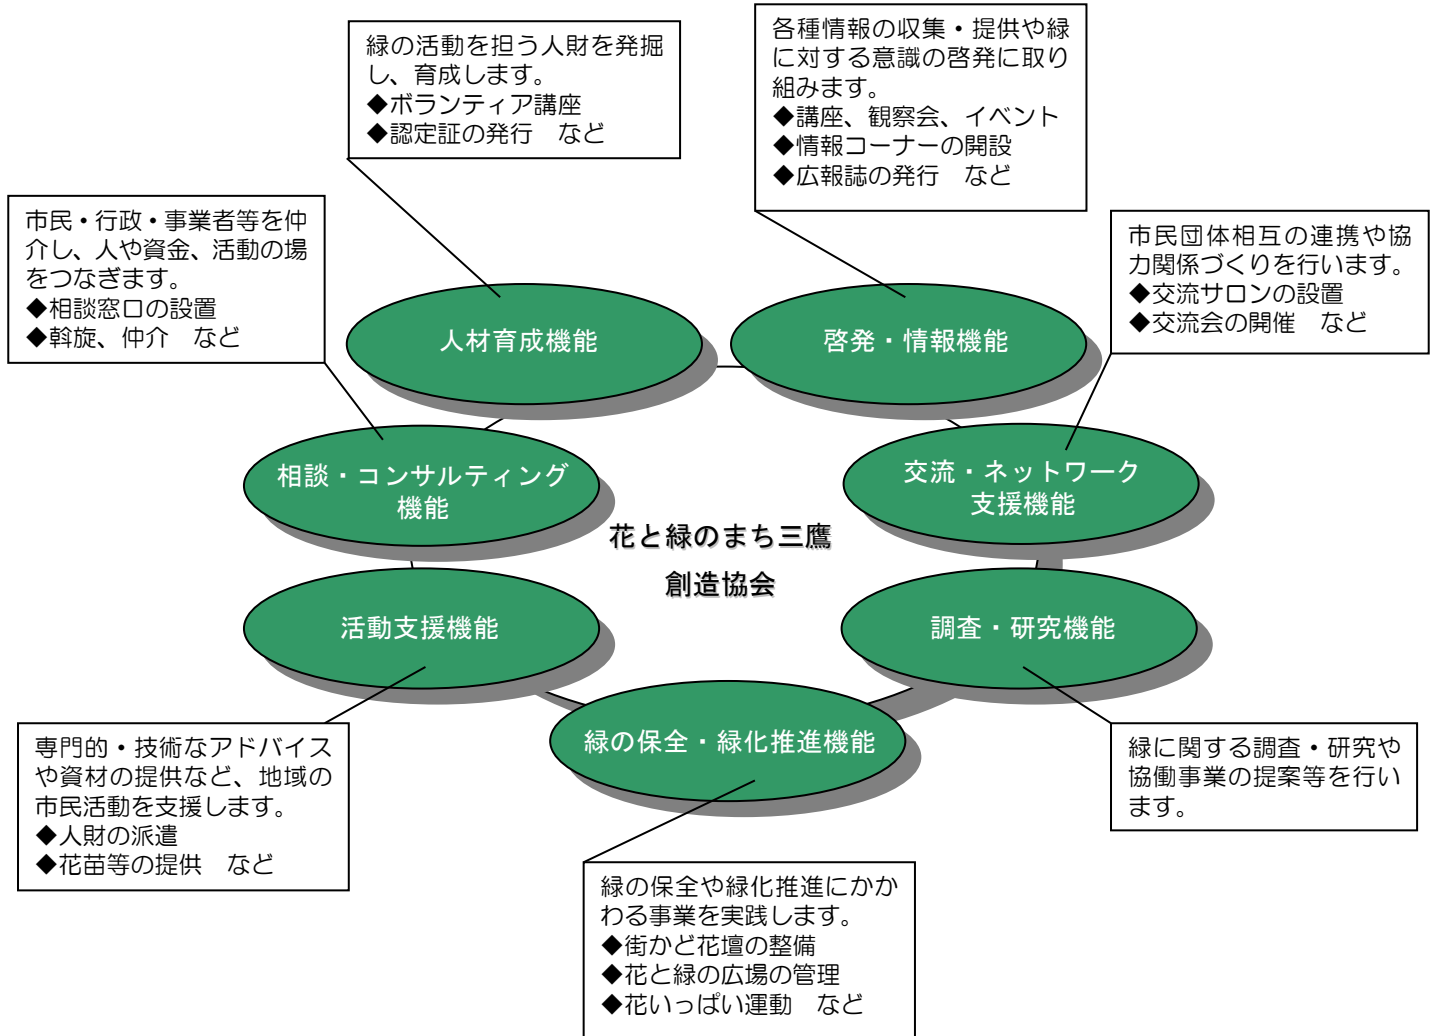 緑の活動を担う人財を発掘
し、育成します。
◆ボランティア講座
◆認定証の発行　など
各種情報の収集・提供や緑
に対する意識の啓発に取り
組みます。
◆講座、観察会、イベント
◆情報コーナーの開設
◆広報誌の発行　など
市民・行政・事業者等を仲
介し、人や資金、活動の場
をつなぎます。
◆相談窓口の設置
◆斡旋、仲介　など
市民団体相互の連携や協
力関係づくりを行います。
◆交流サロンの設置
◆交流会の開催　など
人材育成機能
啓発・情報機能
相談・コンサルティング
機能
交流・ネットワーク
支援機能
花と緑のまち三鷹
創造協会
活動支援機能
調査・研究機能
緑の保全・緑化推進機能
専門的・技術なアドバイス
や資材の提供など、地域の
市民活動を支援します。
◆人財の派遣
◆花苗等の提供　など
緑に関する調査・研究や
協働事業の提案等を行い
ます。
緑の保全や緑化推進にかか
わる事業を実践します。
◆街かど花壇の整備
◆花と緑の広場の管理
◆花いっぱい運動　など